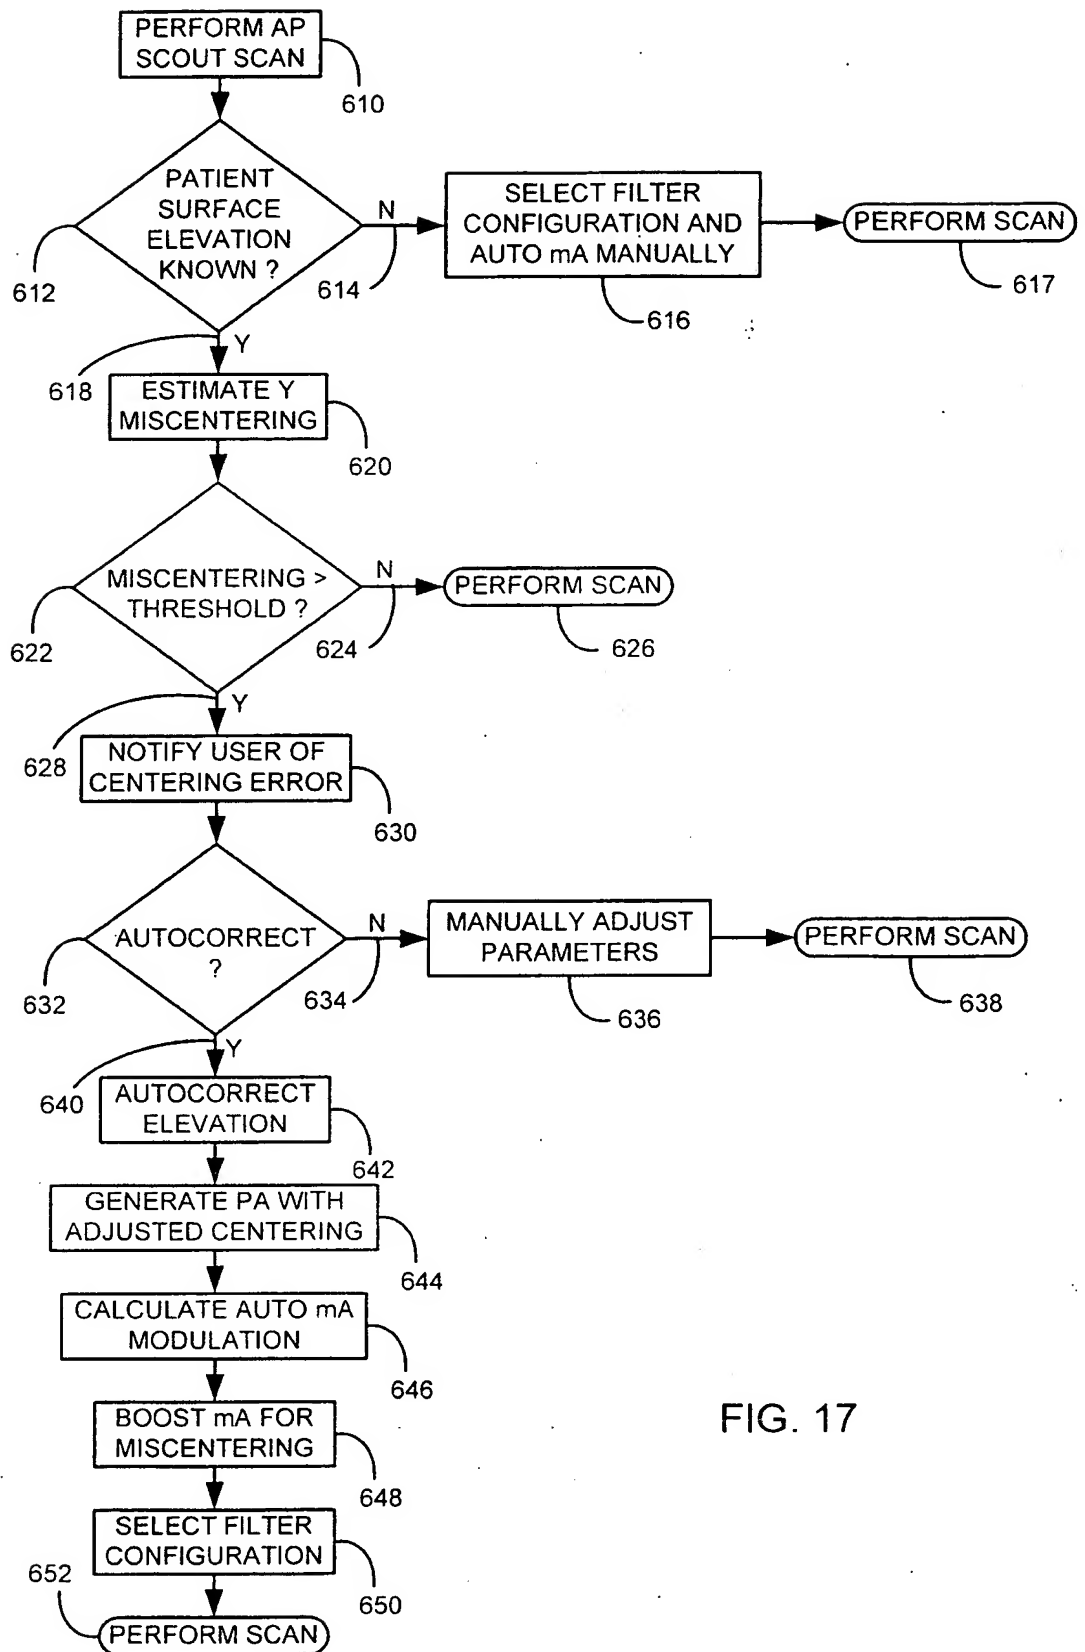 PERFORM AP
SCOUT SCAN
610
PATIENT
SURFACE
ELEVATION
KNOWN ?
612
N
614
SELECT FILTER
CONFIGURATION AND
AUTO mA MANUALLY
616
PERFORM SCAN
617
Y
618
ESTIMATE Y
MISCENTERING
620
MISCENTERING >
THRESHOLD ?
622
N
624
PERFORM SCAN
626
Y
628
NOTIFY USER OF
CENTERING ERROR
630
AUTOCORRECT
?
632
N
634
MANUALLY ADJUST
PARAMETERS
636
PERFORM SCAN
638
Y
640
AUTOCORRECT
ELEVATION
642
GENERATE PA WITH
ADJUSTED CENTERING
644
CALCULATE AUTO mA
MODULATION
646
BOOST mA FOR
MISCENTERING
648
SELECT FILTER
CONFIGURATION
650
652
PERFORM SCAN
FIG. 17